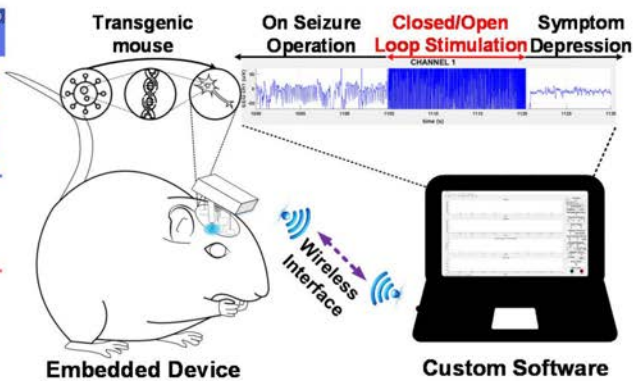 Transgenic
mouse
On Seizure
Operation
Closed/Open
Loop Stimulation
Symptom
Depression
CHANNEL 1
time (s)
Wireless
Interface
Embedded Device
Custom Software